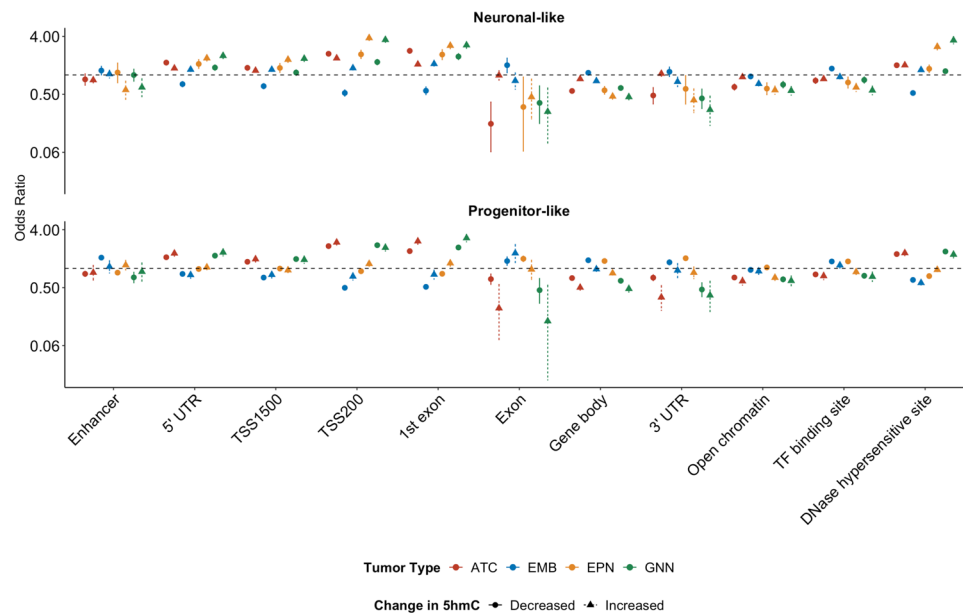 Neuronal-like
4.00
0.50
0.06
Odds Ratio
Progenitor-like
4.00
0.50
0.06
Enhancer
5' UTR
TSS1500
TSS200
1st exon
Exon
Gene body
3' UTR
Open chromatin
TF binding site
DNase hypersensitive site
Tumor Type ATC EMB EPN GNN
Change in 5hmC Decreased Increased